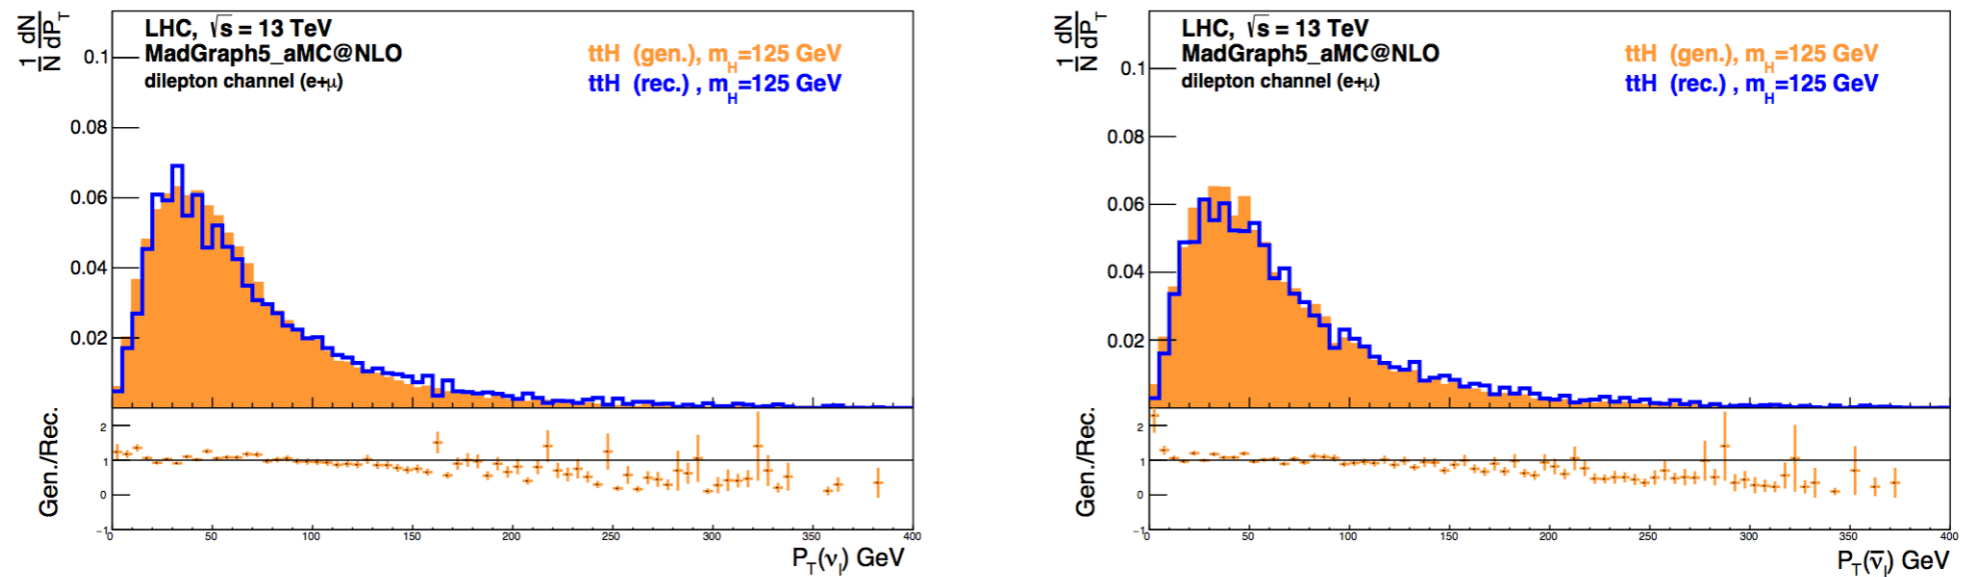 1/N dN/dP_T
LHC, √s = 13 TeV
MadGraph5_aMC@NLO
dilepton channel (e+μ)
ttH (gen.), m_H=125 GeV
ttH (rec.) , m_H=125 GeV
0.1
0.08
0.06
0.04
0.02
Gen./Rec.
2
1
0
−1
0 50 100 150 200 250 300 350 400
P_T(ν_l) GeV
1/N dN/dP_T
LHC, √s = 13 TeV
MadGraph5_aMC@NLO
dilepton channel (e+μ)
ttH (gen.), m_H=125 GeV
ttH (rec.) , m_H=125 GeV
0.1
0.08
0.06
0.04
0.02
Gen./Rec.
2
1
0
−1
0 50 100 150 200 250 300 350 400
P_T(ν̅_l) GeV